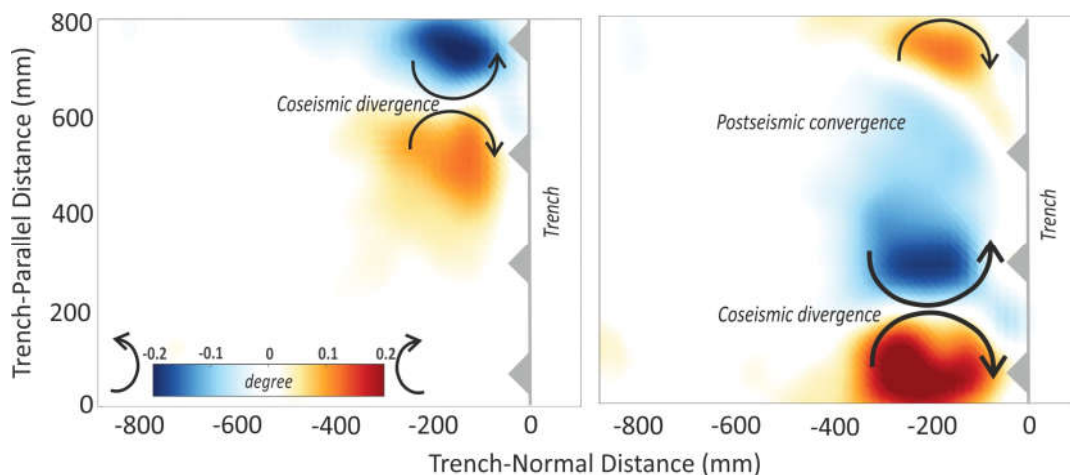 Trench-Parallel Distance (mm)
800
600
400
200
0
Coseismic divergence
Trench
-0.2 -0.1 0 0.1 0.2
degree
-800 -600 -400 -200 0
Postseismic convergence
Coseismic divergence
Trench
-800 -600 -400 -200 0
Trench-Normal Distance (mm)